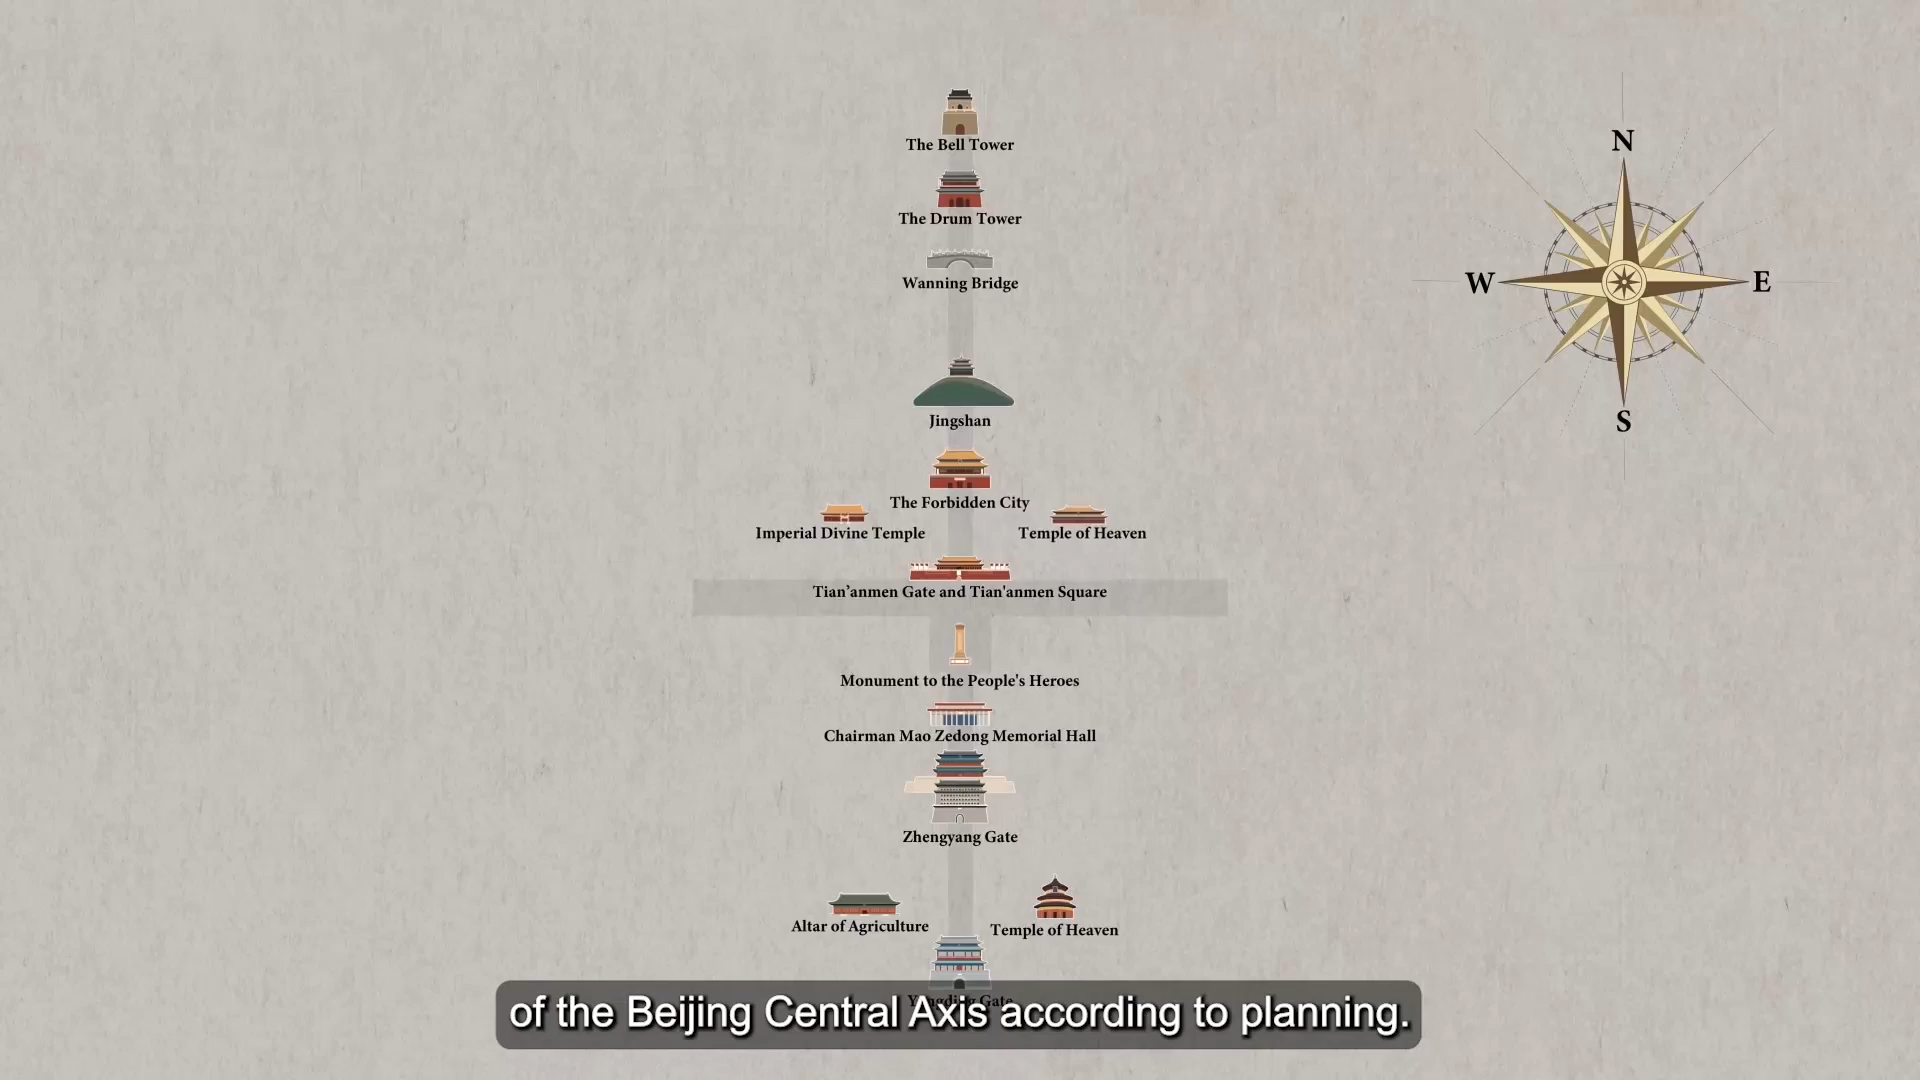 The Bell Tower
N
The Drum Tower
Wanning Bridge
W
E
Jingshan
S
The Forbidden City
Imperial Divine Temple
Temple of Heaven
Tian’anmen Gate and Tian'anmen Square
Monument to the People's Heroes
Chairman Mao Zedong Memorial Hall
Zhengyang Gate
Altar of Agriculture
Temple of Heaven
Yongding Gate
of the Beijing Central Axis according to planning.